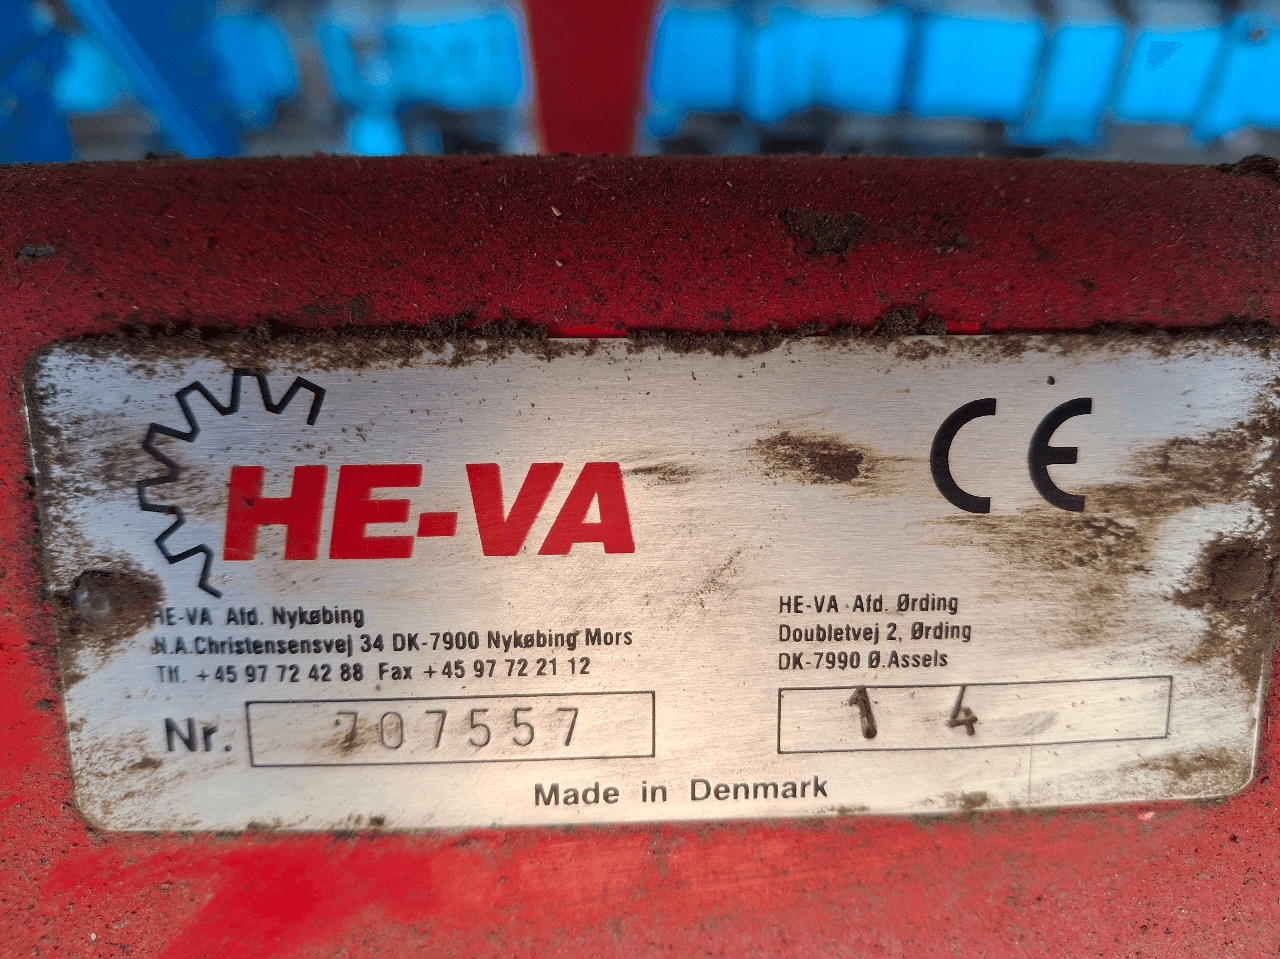 HE-VA
CE
HE-VA Afd. Nykøbing
N.A.Christensensvej 34 DK-7900 Nykøbing Mors
Tlf. +45 97 72 42 88 Fax +45 97 72 21 12
HE-VA Afd. Ørding
Doubletvej 2, Ørding
DK-7990 Ø.Assels
Nr. 707557
14
Made in Denmark